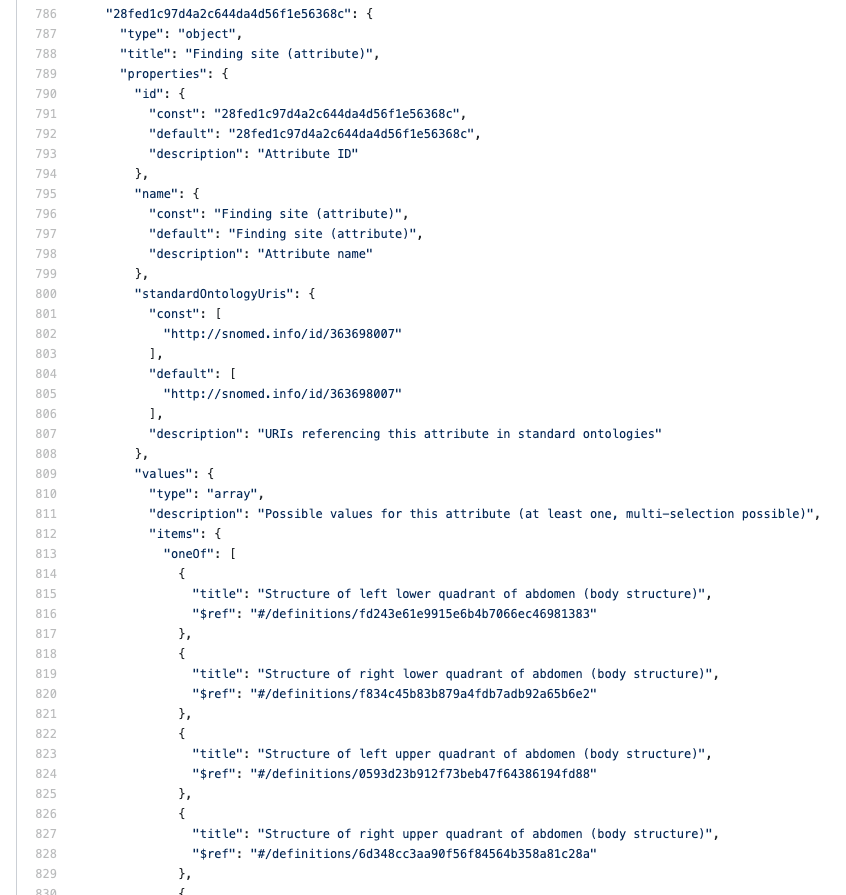 786 "28fed1c97d4a2c644da4d56f1e56368c": {
787 "type": "object",
788 "title": "Finding site (attribute)",
789 "properties": {
790 "id": {
791 "const": "28fed1c97d4a2c644da4d56f1e56368c",
792 "default": "28fed1c97d4a2c644da4d56f1e56368c",
793 "description": "Attribute ID"
794 },
795 "name": {
796 "const": "Finding site (attribute)",
797 "default": "Finding site (attribute)",
798 "description": "Attribute name"
799 },
800 "standardOntologyUris": {
801 "const": [
802 "http://snomed.info/id/363698007"
803 ],
804 "default": [
805 "http://snomed.info/id/363698007"
806 ],
807 "description": "URIs referencing this attribute in standard ontologies"
808 },
809 "values": {
810 "type": "array",
811 "description": "Possible values for this attribute (at least one, multi-selection possible)",
812 "items": {
813 "oneOf": [
814 {
815 "title": "Structure of left lower quadrant of abdomen (body structure)",
816 "$ref": "#/definitions/fd243e61e9915e6b4b7066ec46981383"
817 },
818 {
819 "title": "Structure of right lower quadrant of abdomen (body structure)",
820 "$ref": "#/definitions/f834c45b83b879a4fdb7adb92a65b6e2"
821 },
822 {
823 "title": "Structure of left upper quadrant of abdomen (body structure)",
824 "$ref": "#/definitions/0593d23b912f73beb47f64386194fd88"
825 },
826 {
827 "title": "Structure of right upper quadrant of abdomen (body structure)",
828 "$ref": "#/definitions/6d348cc3aa90f56f84564b358a81c28a"
829 },
830 {